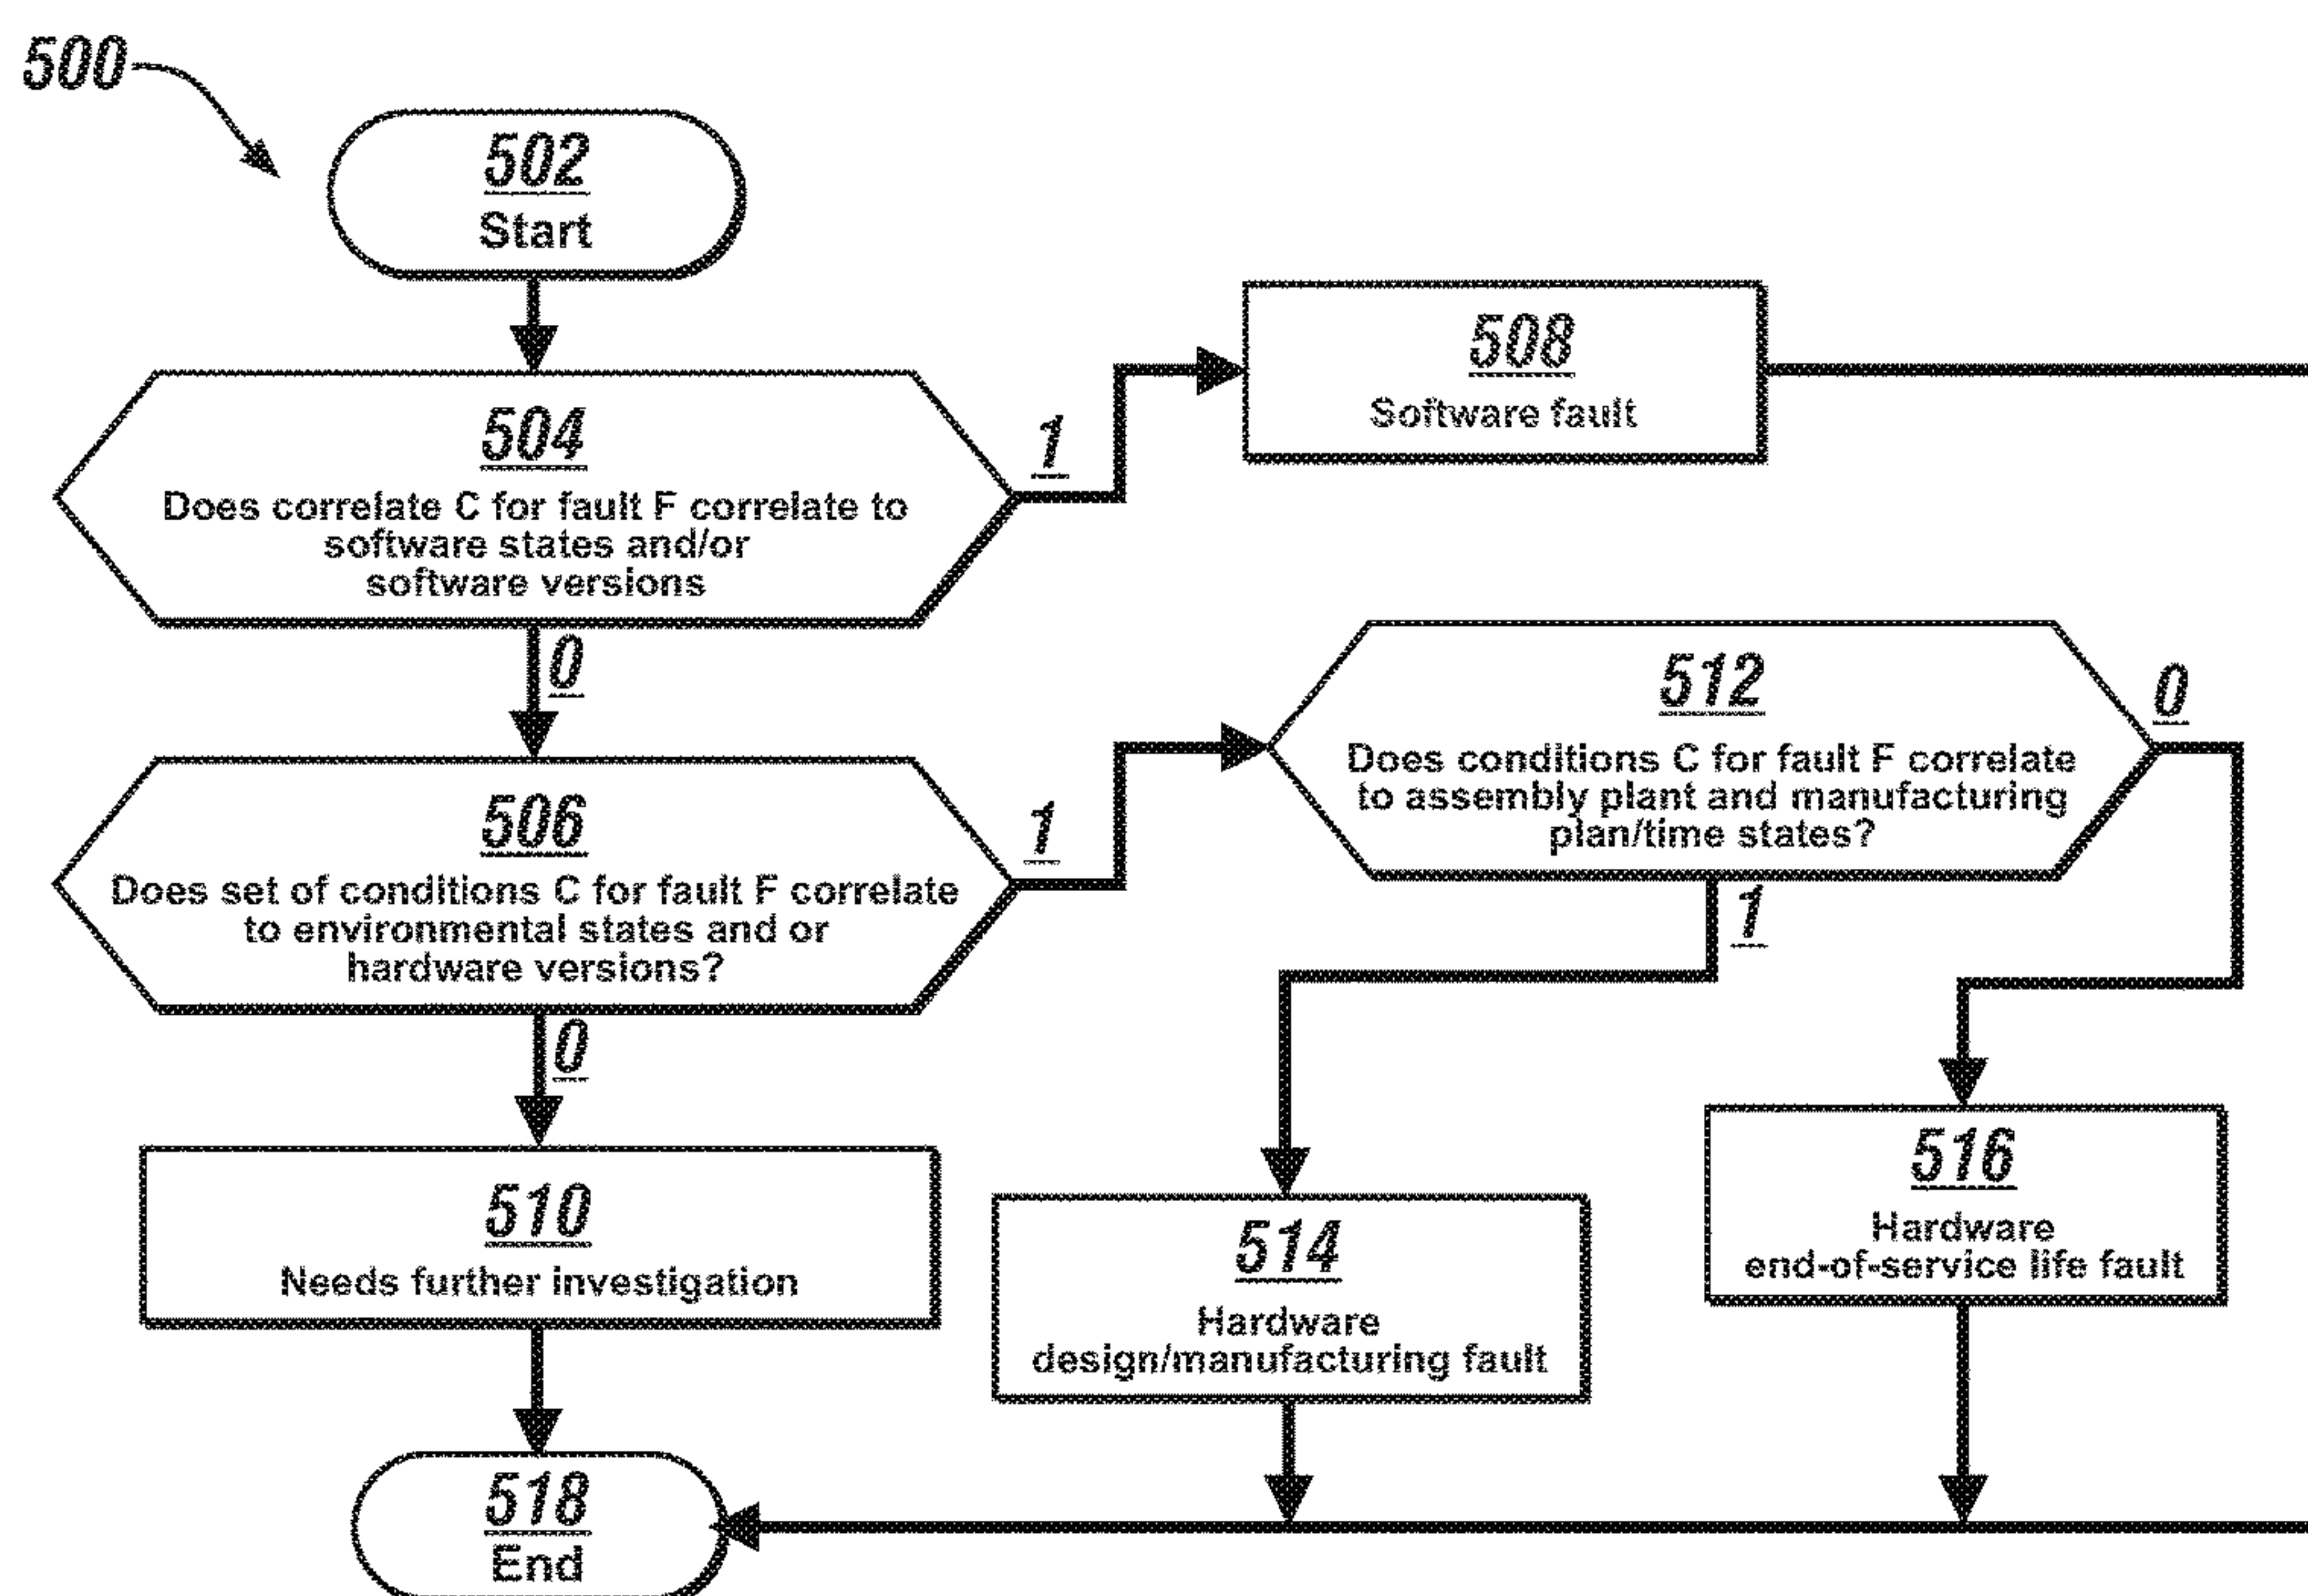 500
502
Start
504
Does correlate C for fault F correlate to
software states and/or
software versions
1
0
508
Software fault
506
Does set of conditions C for fault F correlate
to environmental states and or
hardware versions?
1
0
512
Does conditions C for fault F correlate
to assembly plant and manufacturing
plan/time states?
0
1
510
Needs further investigation
514
Hardware
design/manufacturing fault
516
Hardware
end-of-service life fault
518
End